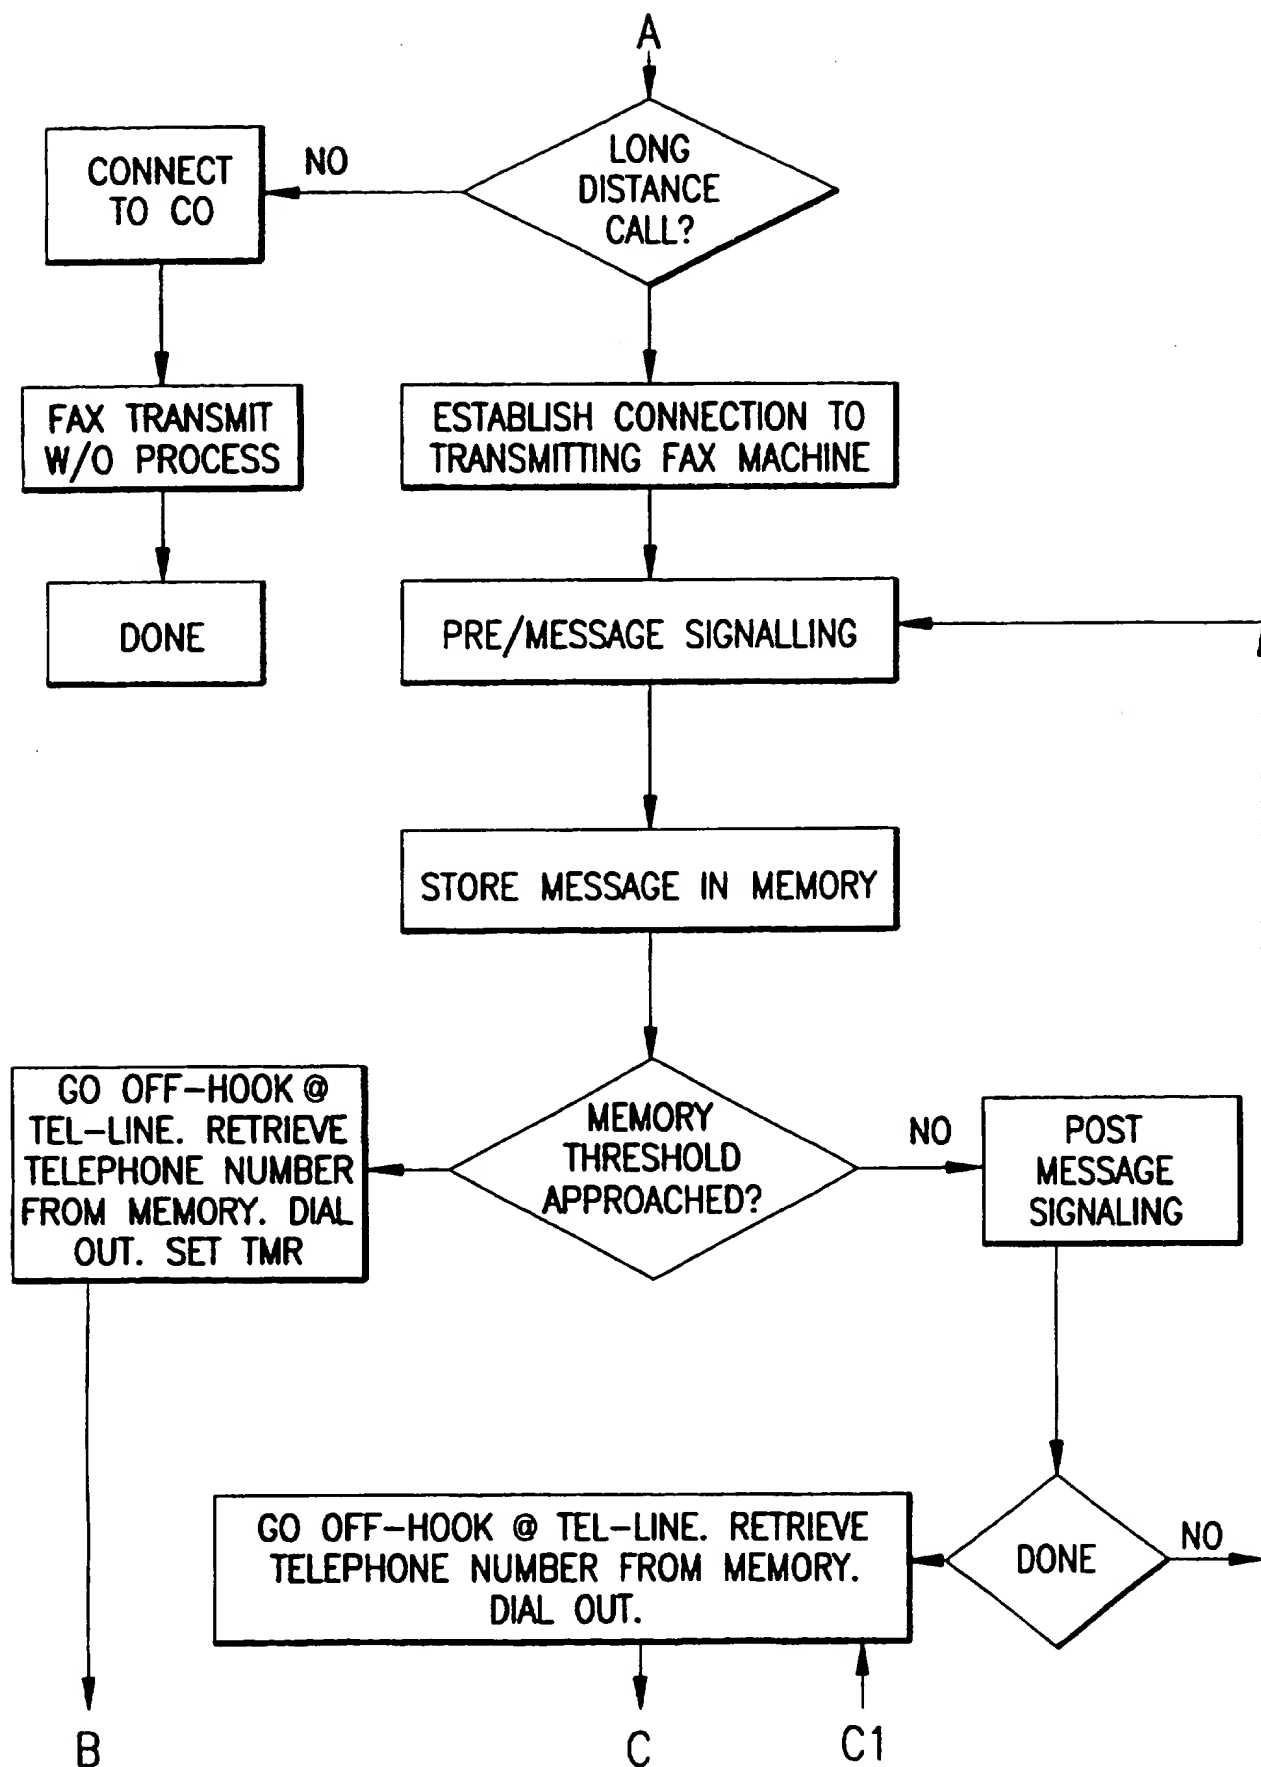 A
LONG
DISTANCE
CALL?
NO
CONNECT
TO CO
FAX TRANSMIT
W/O PROCESS
DONE
ESTABLISH CONNECTION TO
TRANSMITTING FAX MACHINE
PRE/MESSAGE SIGNALLING
STORE MESSAGE IN MEMORY
MEMORY
THRESHOLD
APPROACHED?
GO OFF-HOOK @
TEL-LINE. RETRIEVE
TELEPHONE NUMBER
FROM MEMORY. DIAL
OUT. SET TMR
NO
POST
MESSAGE
SIGNALING
DONE
NO
GO OFF-HOOK @ TEL-LINE. RETRIEVE
TELEPHONE NUMBER FROM MEMORY.
DIAL OUT.
B
C
C1